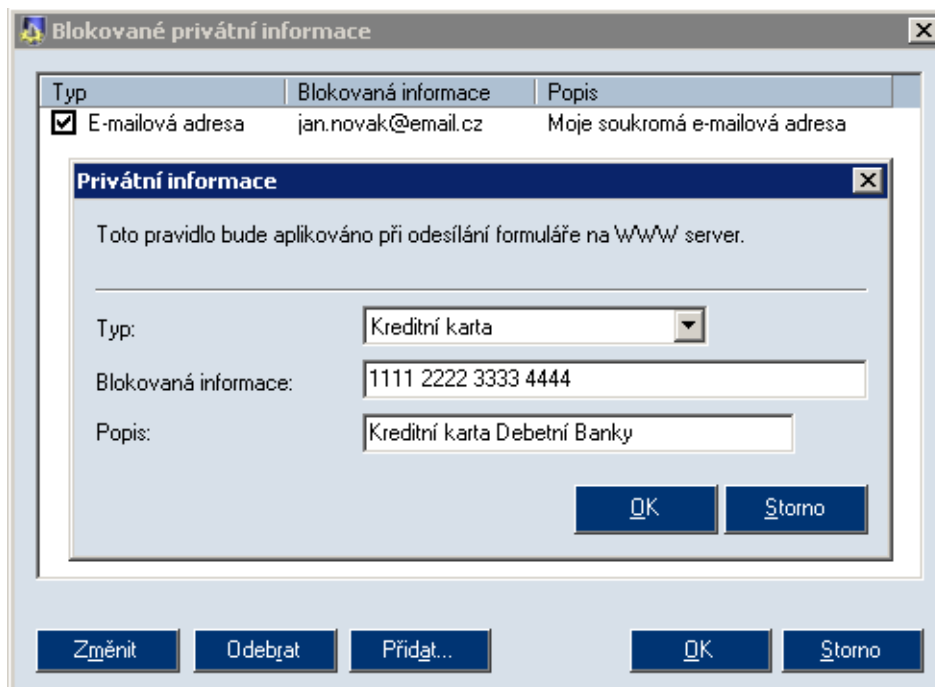 Blokované privátní informace
Typ Blokovaná informace Popis
E-mailová adresa jan.novak@email.cz Moje soukromá e-mailová adresa
Privátní informace
Toto pravidlo bude aplikováno při odesílání formuláře na WWW server.
Typ: Kreditní karta
Blokovaná informace: 1111 2222 3333 4444
Popis: Kreditní karta Debetní Banky
OK Storno
Změnit Odebrat Přidat... OK Storno